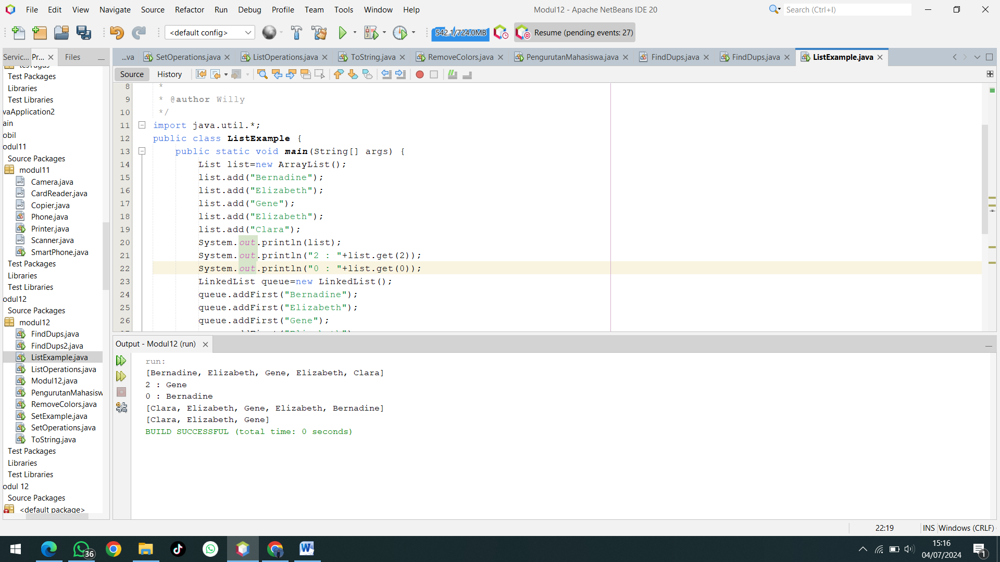 File Edit View Navigate Source Refactor Run Debug Profile Team Tools Window Help
Modul12 - Apache NetBeans IDE 20
Search (Ctrl+I)
<default config>
542.1/724.0MB
Resume (pending events: 27)
Servic... Pr... Files
...va SetOperations.java ListOperations.java ToString.java RemoveColors.java PengurutanMahasiswa.java FindDups.java FindDups.java ListExample.java
Source History
Test Packages
Libraries
Test Libraries
vaApplication2
ain
obil
odul11
Source Packages
modul11
Camera.java
CardReader.java
Copier.java
Phone.java
Printer.java
Scanner.java
SmartPhone.java
Test Packages
Libraries
Test Libraries
odul12
Source Packages
modul12
FindDups.java
FindDups2.java
ListExample.java
ListOperations.java
Modul12.java
PengurutanMahasisw
RemoveColors.java
SetExample.java
SetOperations.java
ToString.java
Test Packages
Libraries
Test Libraries
odul 12
Source Packages
<default package>
8 *
9 * @author Willy
10 */
11 import java.util.*;
12 public class ListExample {
13 public static void main(String[] args) {
14 List list=new ArrayList();
15 list.add("Bernadine");
16 list.add("Elizabeth");
17 list.add("Gene");
18 list.add("Elizabeth");
19 list.add("Clara");
20 System.out.println(list);
21 System.out.println("2 : "+list.get(2));
22 System.out.println("0 : "+list.get(0));
23 LinkedList queue=new LinkedList();
24 queue.addFirst("Bernadine");
25 queue.addFirst("Elizabeth");
26 queue.addFirst("Gene");
Output - Modul12 (run)
run:
[Bernadine, Elizabeth, Gene, Elizabeth, Clara]
2 : Gene
0 : Bernadine
[Clara, Elizabeth, Gene, Elizabeth, Bernadine]
[Clara, Elizabeth, Gene]
BUILD SUCCESSFUL (total time: 0 seconds)
22:19 INS Windows (CRLF)
36
15:16
04/07/2024
1